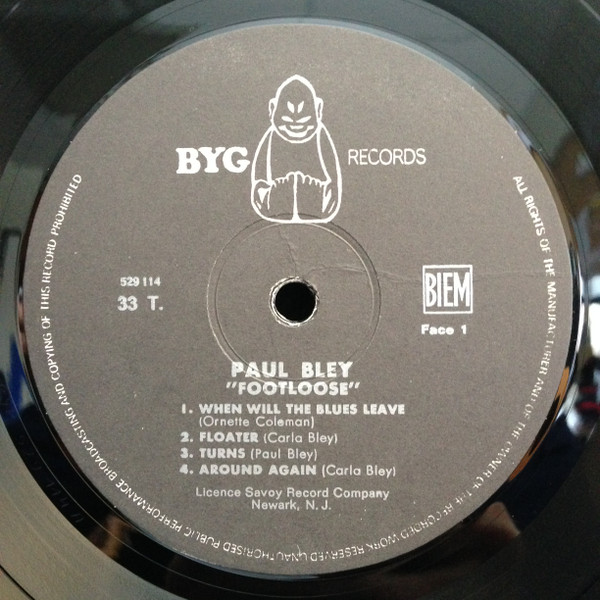 BYG RECORDS
529 114
33 T.
BIEM
Face 1
PAUL BLEY
"FOOTLOOSE"
1. WHEN WILL THE BLUES LEAVE
(Ornette Coleman)
2. FLOATER (Carla Bley)
3. TURNS (Paul Bley)
4. AROUND AGAIN (Carla Bley)
Licence Savoy Record Company
Newark, N. J.
ALL RIGHTS OF THE MANUFACTURER AND OF THE OWNER OF THE RECORDED WORK RESERVED UNAUTHORISED PUBLIC PERFORMANCE BROADCASTING AND COPYING OF THIS RECORD PROHIBITED